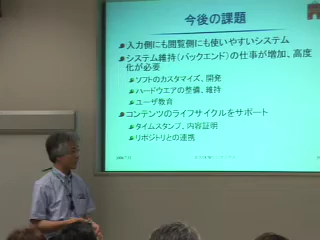 今後の課題
入力側にも閲覧側にも使いやすいシステム
システム維持(バックエンド)の仕事が増加、高度
化が必要
ソフトのカスタマイズ、開発
ハードウエアの整備、維持
ユーザ教育
コンテンツのライフサイクルをサポート
タイムスタンプ、内容証明
リポジトリとの連携